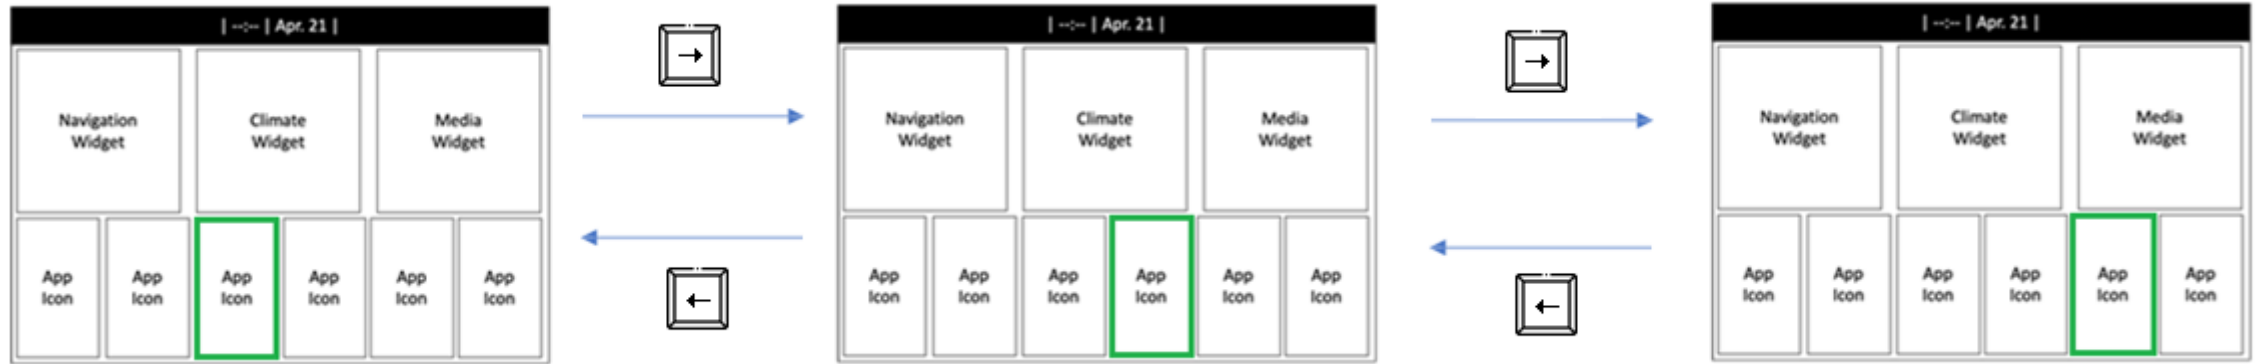 | --:-- | Apr. 21 |
Navigation
Widget
Climate
Widget
Media
Widget
App
Icon
App
Icon
App
Icon
App
Icon
App
Icon
App
Icon
→
←
| --:-- | Apr. 21 |
Navigation
Widget
Climate
Widget
Media
Widget
App
Icon
App
Icon
App
Icon
App
Icon
App
Icon
App
Icon
→
←
| --:-- | Apr. 21 |
Navigation
Widget
Climate
Widget
Media
Widget
App
Icon
App
Icon
App
Icon
App
Icon
App
Icon
App
Icon